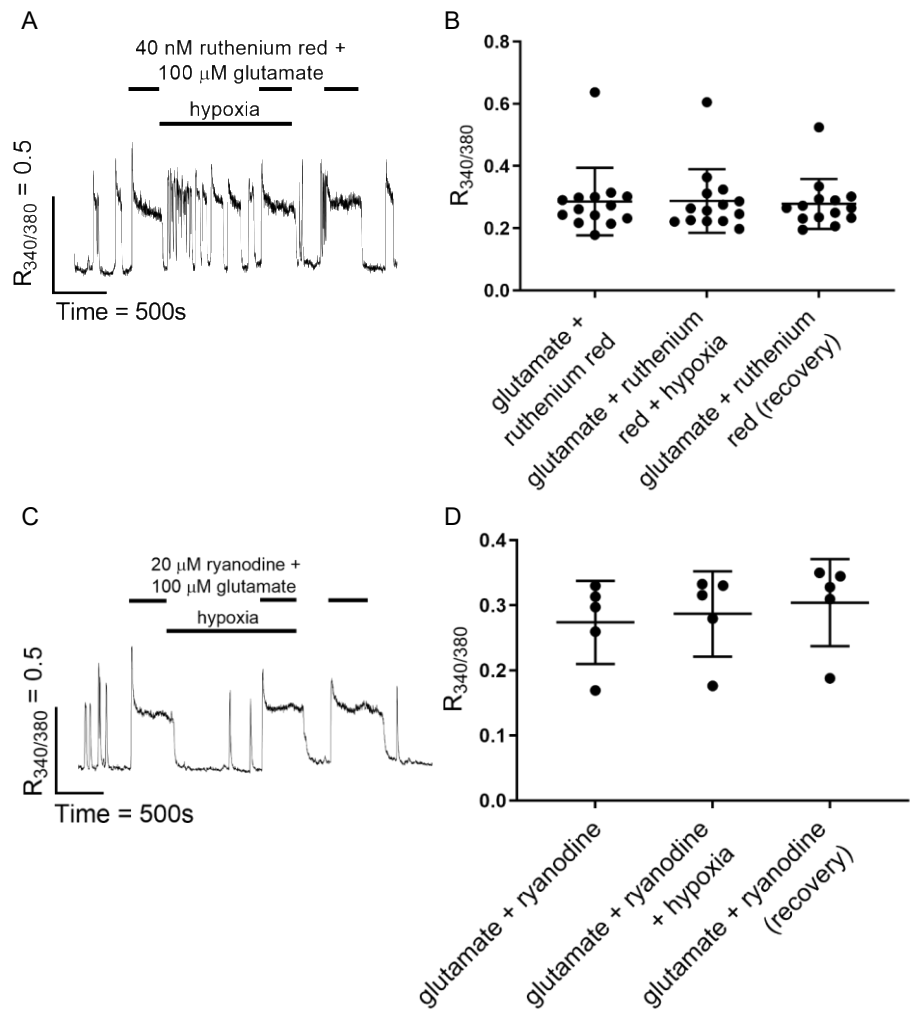 A
40 nM ruthenium red +
100 μM glutamate
hypoxia
R340/380 = 0.5
Time = 500s
B
0.8
0.6
0.4
0.2
0.0
R340/380
glutamate +
ruthenium red
glutamate + ruthenium
red + hypoxia
glutamate + ruthenium
red (recovery)
C
20 μM ryanodine +
100 μM glutamate
hypoxia
R340/380 = 0.5
Time = 500s
D
0.4
0.3
0.2
0.1
0.0
R340/380
glutamate + ryanodine
glutamate + ryanodine
+ hypoxia
glutamate + ryanodine
(recovery)